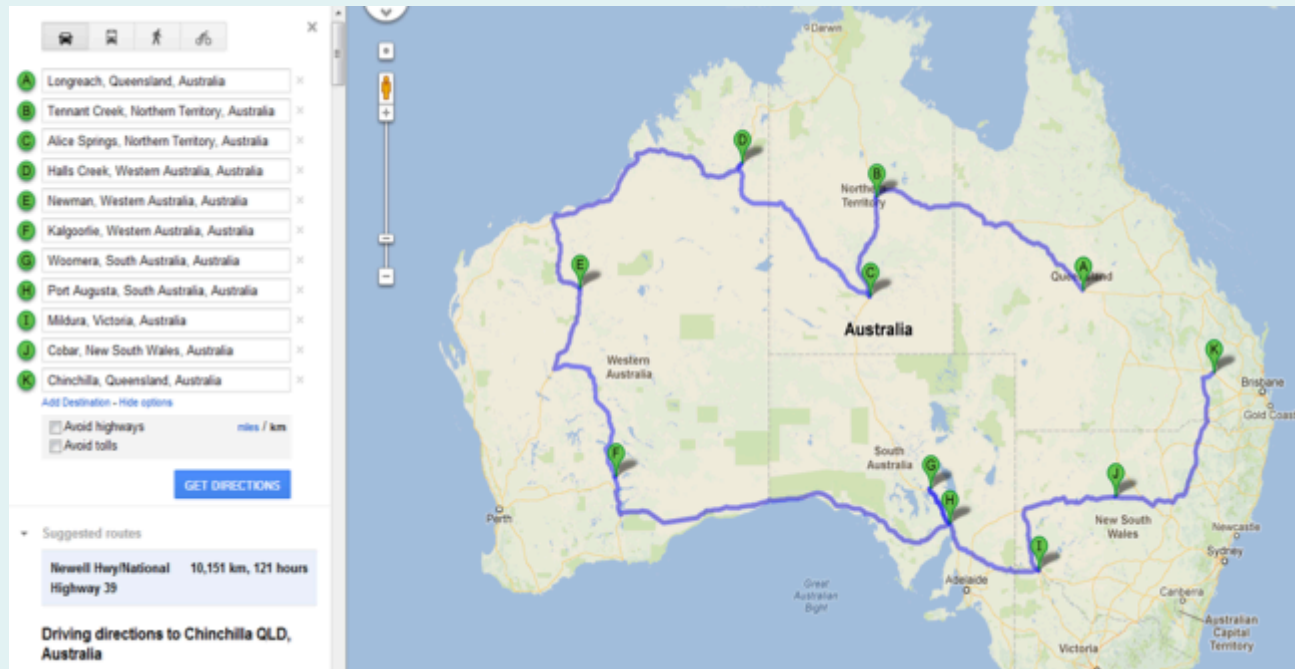 A Longreach, Queensland, Australia
B Tennant Creek, Northern Territory, Australia
C Alice Springs, Northern Territory, Australia
D Halls Creek, Western Australia, Australia
E Newman, Western Australia, Australia
F Kalgoorlie, Western Australia, Australia
G Woomera, South Australia, Australia
H Port Augusta, South Australia, Australia
I Mildura, Victoria, Australia
J Cobar, New South Wales, Australia
K Chinchilla, Queensland, Australia
Add Destination - Hide options
Avoid highways
miles / km
Avoid tolls
GET DIRECTIONS
Suggested routes
Newell Hwy/National 10,151 km, 121 hours
Highway 39
Driving directions to Chinchilla QLD,
Australia
Darwin
D
B
Northern
Territory
E
C
A
Queensland
Australia
K
Western
Australia
Brisbane
Gold Coast
F
South
Australia
G
J
H
Perth
New South
Wales
Newcastle
I
Sydney
Adelaide
Great
Australian
Bight
Canberra
Australian
Capital
Territory
Victoria